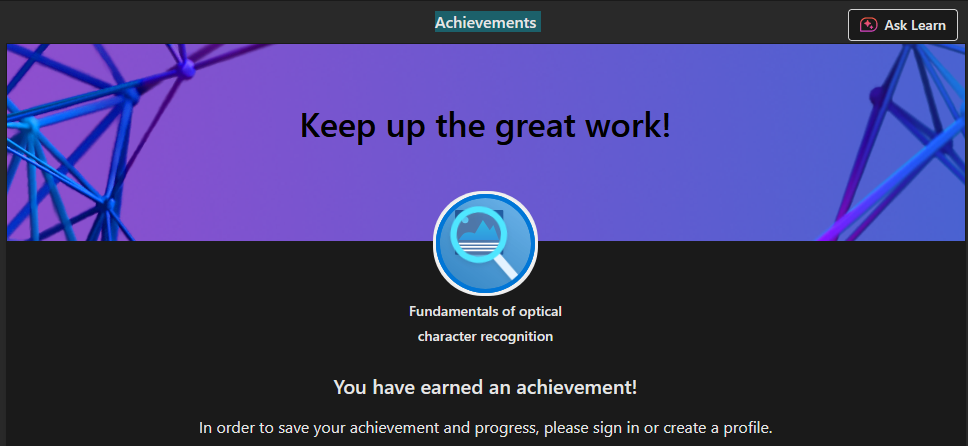 Achievements
Ask Learn
Keep up the great work!
Fundamentals of optical
character recognition
You have earned an achievement!
In order to save your achievement and progress, please sign in or create a profile.